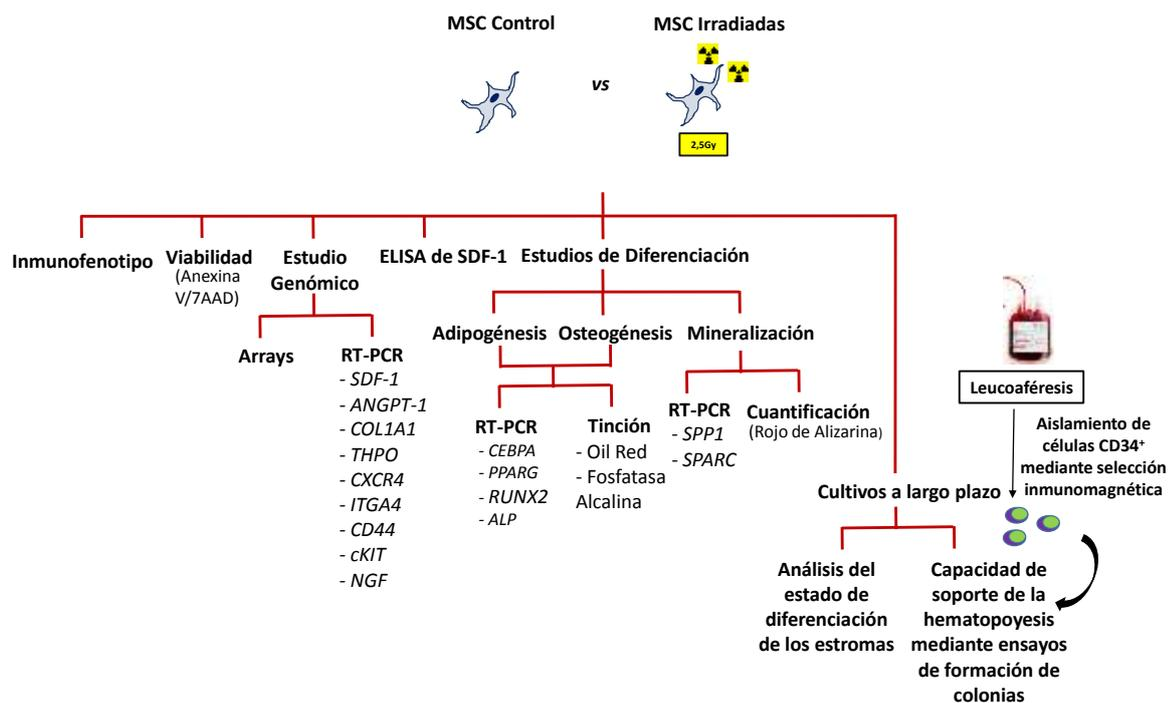 MSC Control
MSC Irradiadas
vs
2,5Gy
Inmunofenotipo
Viabilidad
(Anexina
V/7AAD)
Estudio
Genómico
ELISA de SDF-1
Estudios de Diferenciación
Arrays
RT-PCR
- SDF-1
- ANGPT-1
- COL1A1
- THPO
- CXCR4
- ITGA4
- CD44
- cKIT
- NGF
Adipogénesis
Osteogénesis
Mineralización
RT-PCR
- CEBPA
- PPARG
- RUNX2
- ALP
Tinción
- Oil Red
- Fosfatasa
Alcalina
RT-PCR
- SPP1
- SPARC
Cuantificación
(Rojo de Alizarina)
Leucoaféresis
Aislamiento de
células CD34⁺
mediante selección
inmunomagnética
Cultivos a largo plazo
Análisis del
estado de
diferenciación
de los estromas
Capacidad de
soporte de la
hematopoyesis
mediante ensayos
de formación de
colonias